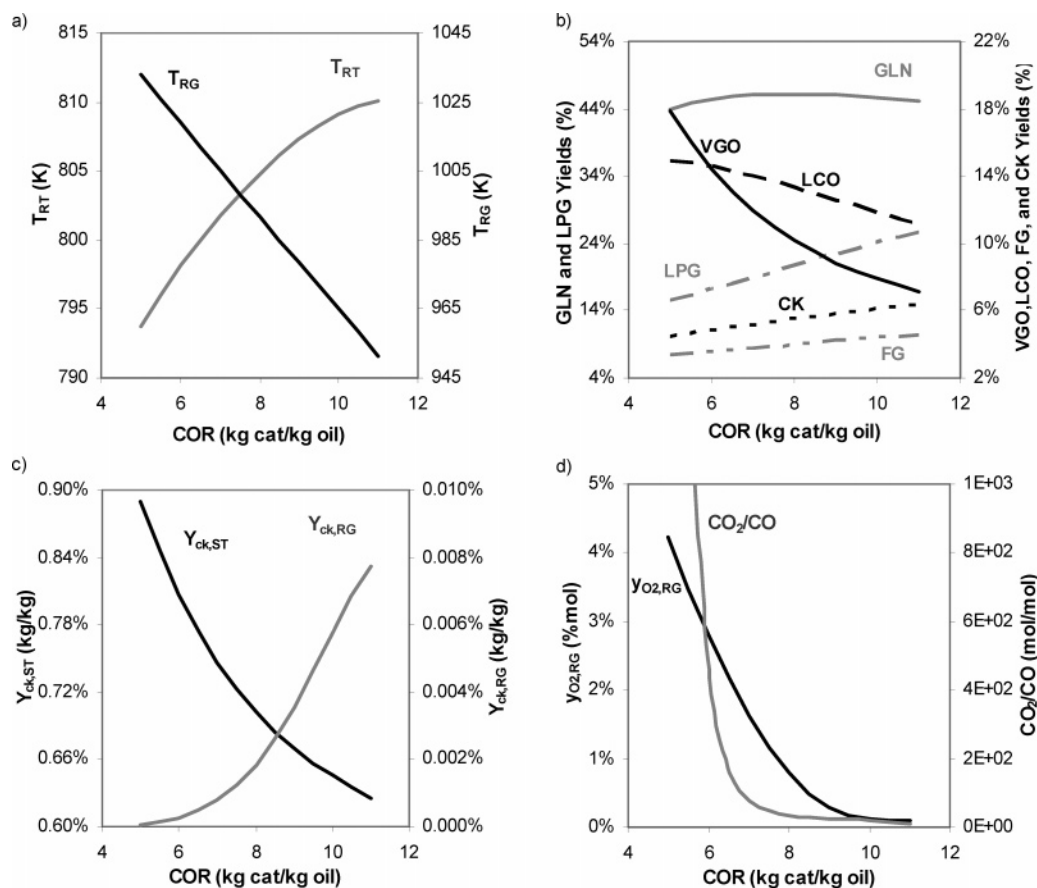 a)
815
810
805
800
795
790
T_RT (K)
T_RG
T_RT
1045
1025
1005
985
965
945
T_RG (K)
4 6 8 10 12
COR (kg cat/kg oil)
b)
54%
44%
34%
24%
14%
4%
GLN and LPG Yields (%)
GLN
VGO
LCO
LPG
CK
FG
22%
18%
14%
10%
6%
2%
VGO,LCO, FG, and CK Yields (%)
4 6 8 10 12
COR (kg cat/kg oil)
c)
0.90%
0.84%
0.78%
0.72%
0.66%
0.60%
Y_ck,ST (kg/kg)
Y_ck,ST
Y_ck,RG
0.010%
0.008%
0.006%
0.004%
0.002%
0.000%
Y_ck,RG (kg/kg)
4 6 8 10 12
COR (kg cat/kg oil)
d)
5%
4%
3%
2%
1%
0%
y_O2,RG (%mol)
CO₂/CO
y_O2,RG
1E+03
8E+02
6E+02
4E+02
2E+02
0E+00
CO₂/CO (mol/mol)
4 6 8 10 12
COR (kg cat/kg oil)